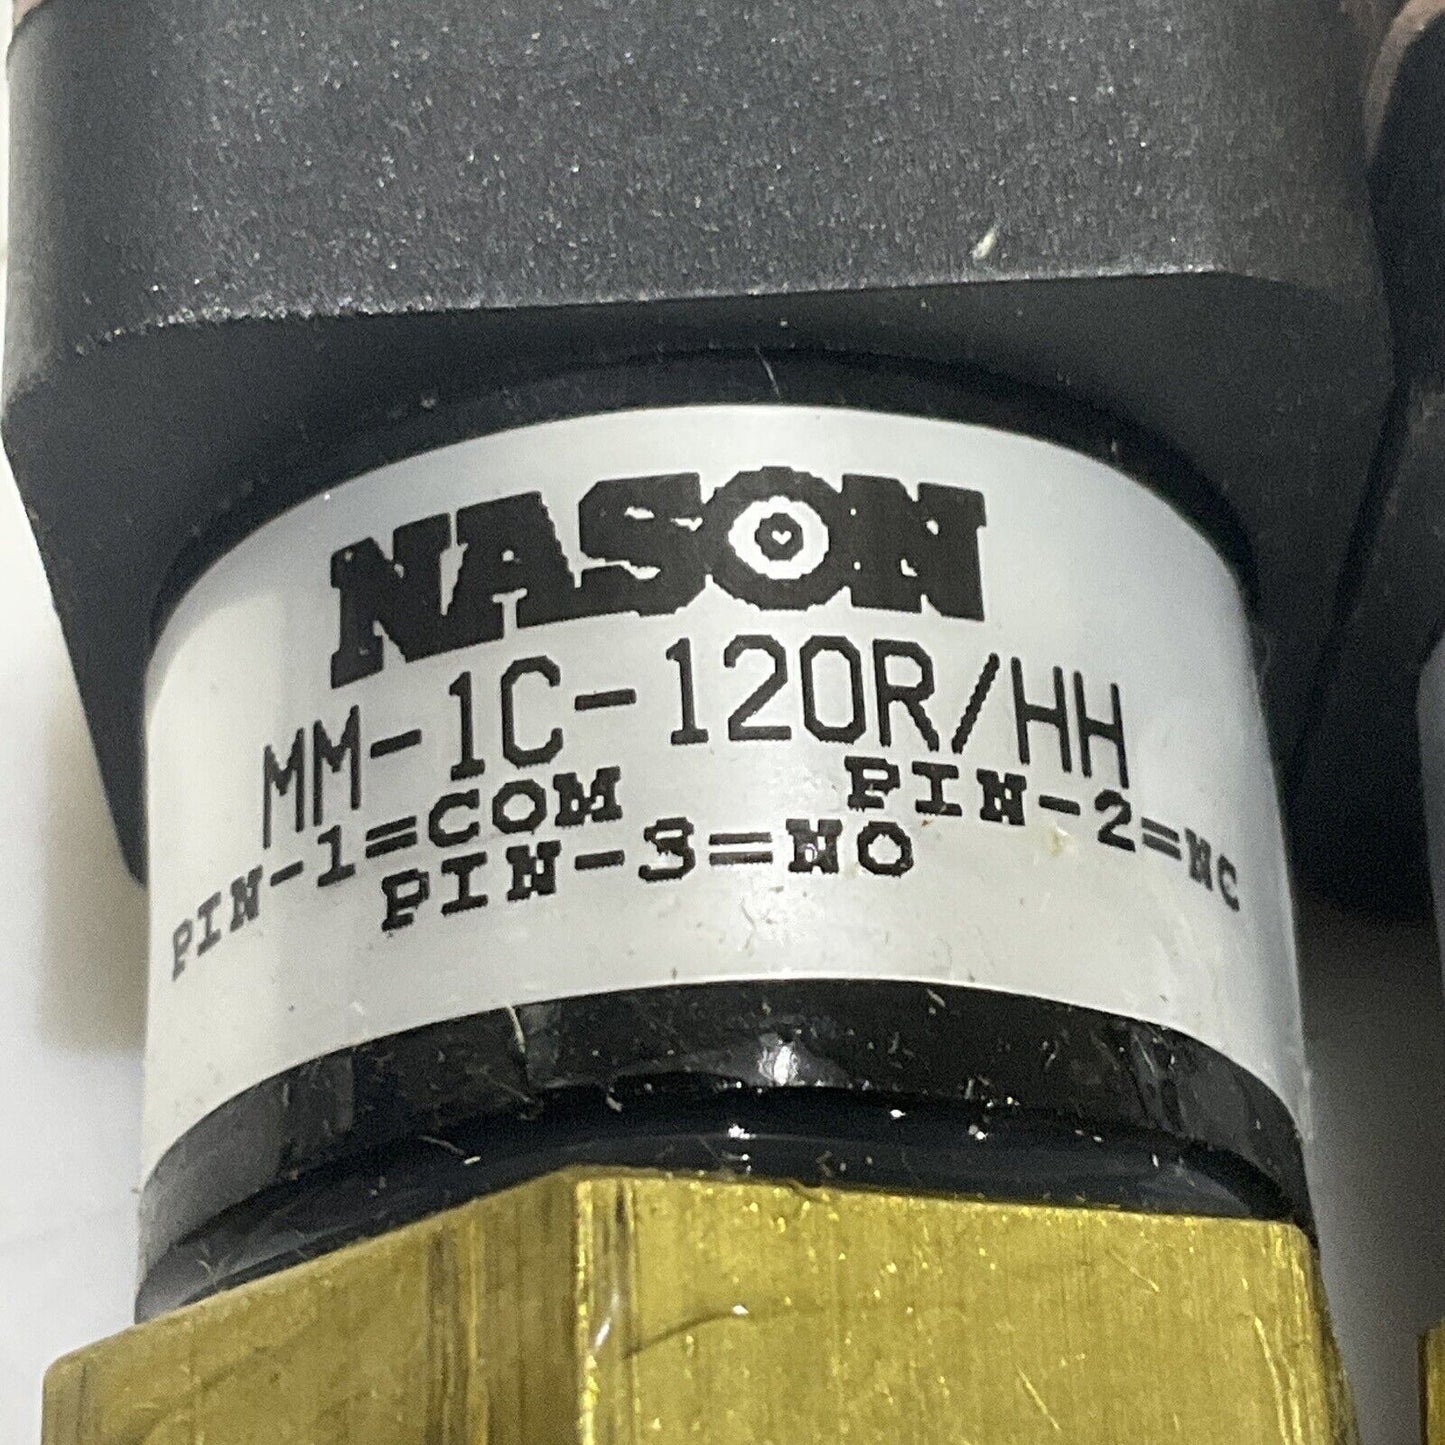 NASON
MM-1C-120R/HH
PIN-1=COM PIN-2=NC
PIN-3=NO